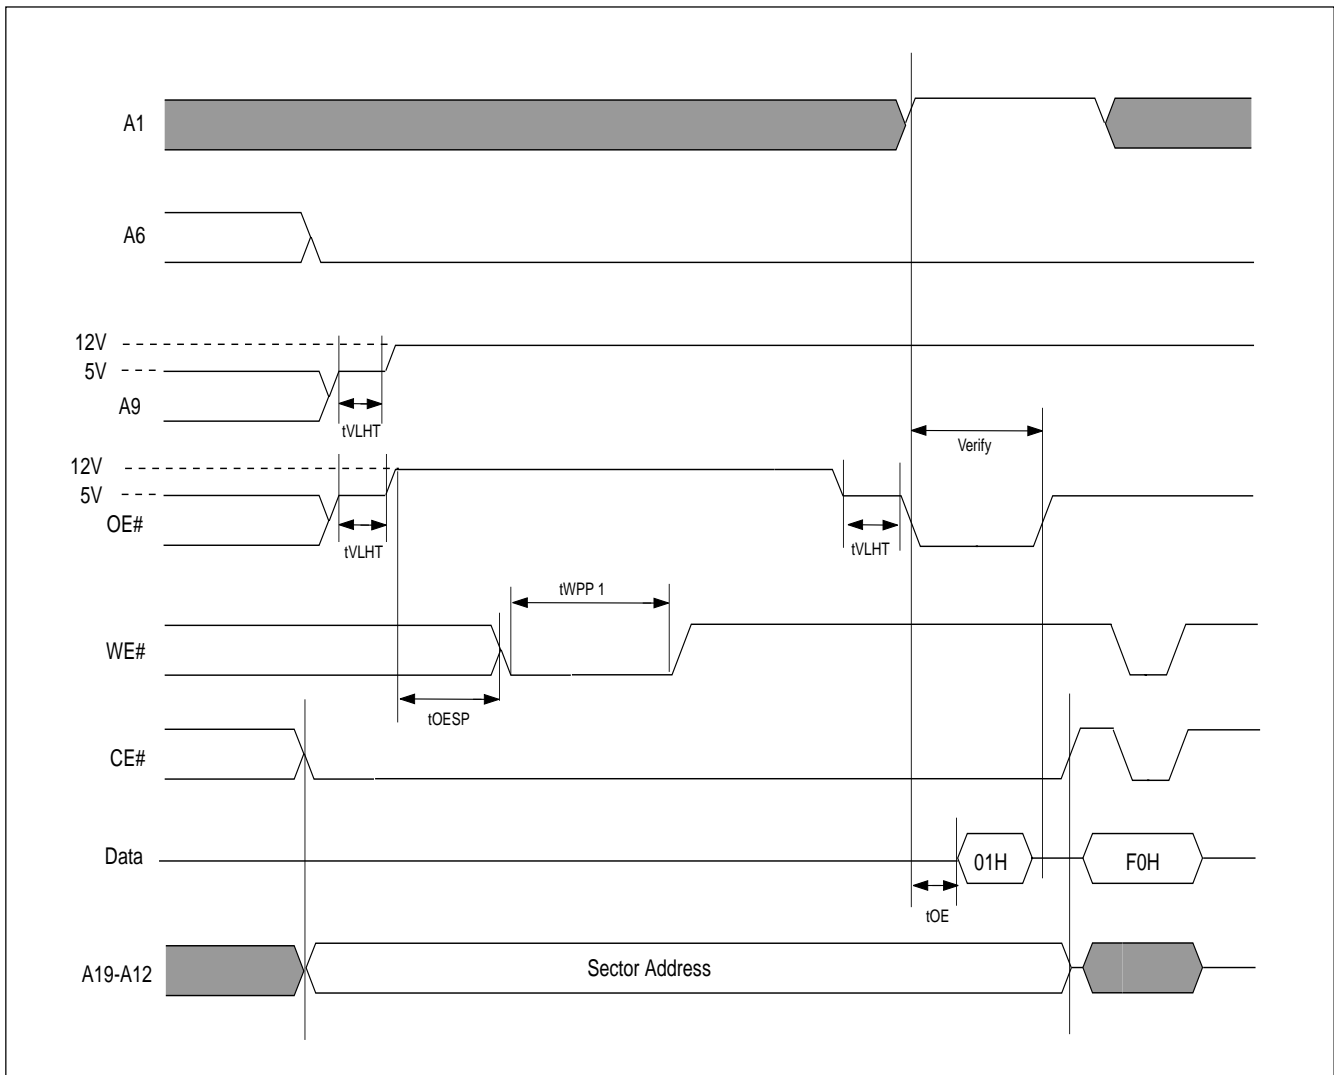 A1
A6
12V
5V
A9
tVLHT
Verify
12V
5V
OE#
tVLHT
tVLHT
tWPP 1
WE#
tOESP
CE#
Data
01H
F0H
tOE
A19-A12
Sector Address